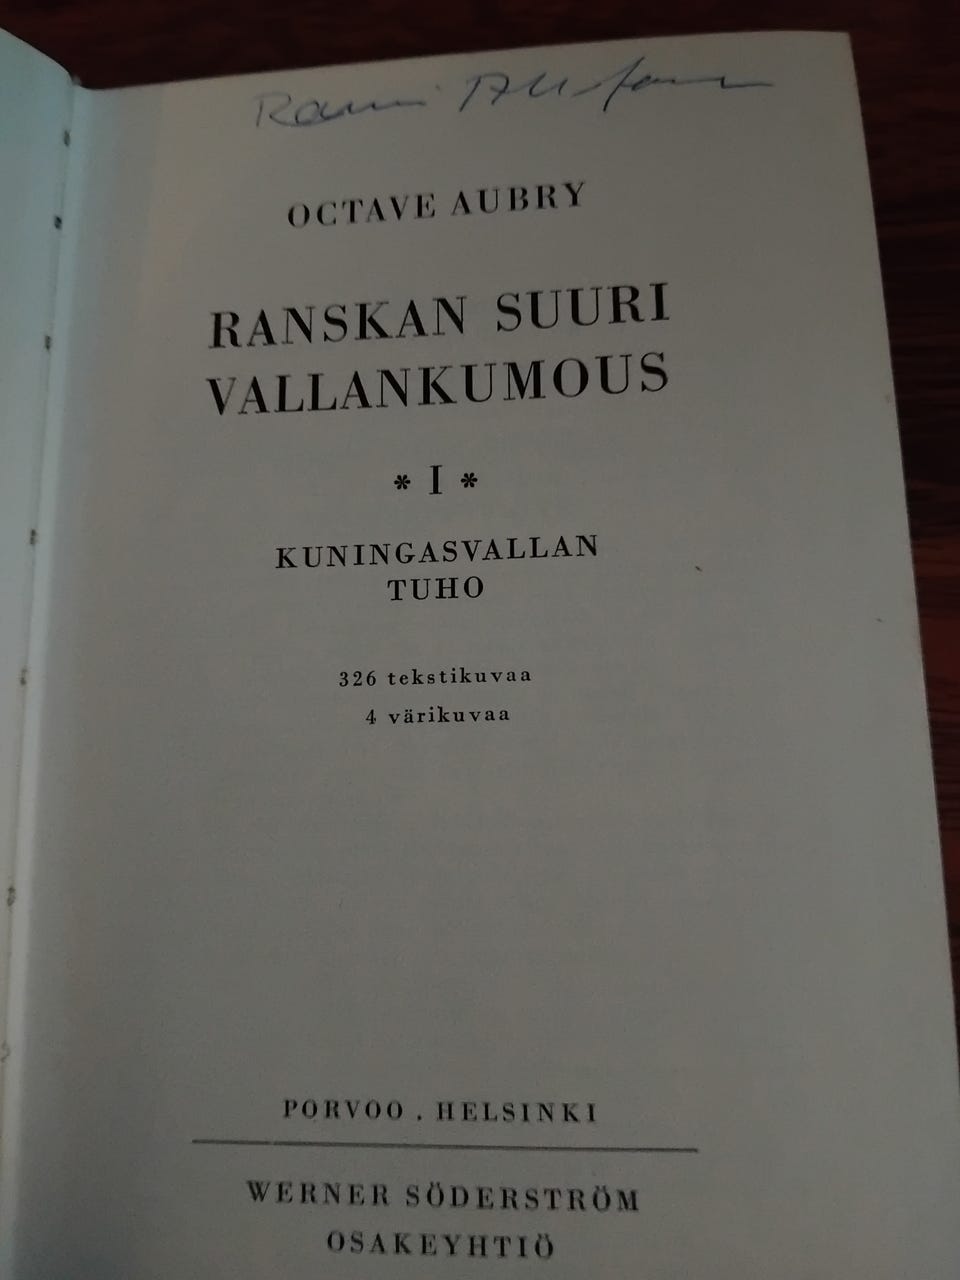 OCTAVE AUBRY
RANSKAN SUURI
VALLANKUMOUS
* I *
KUNINGASVALLAN
TUHO
326 tekstikuvaa
4 värikuvaa
PORVOO . HELSINKI
WERNER SÖDERSTRÖM
OSAKEYHTIÖ